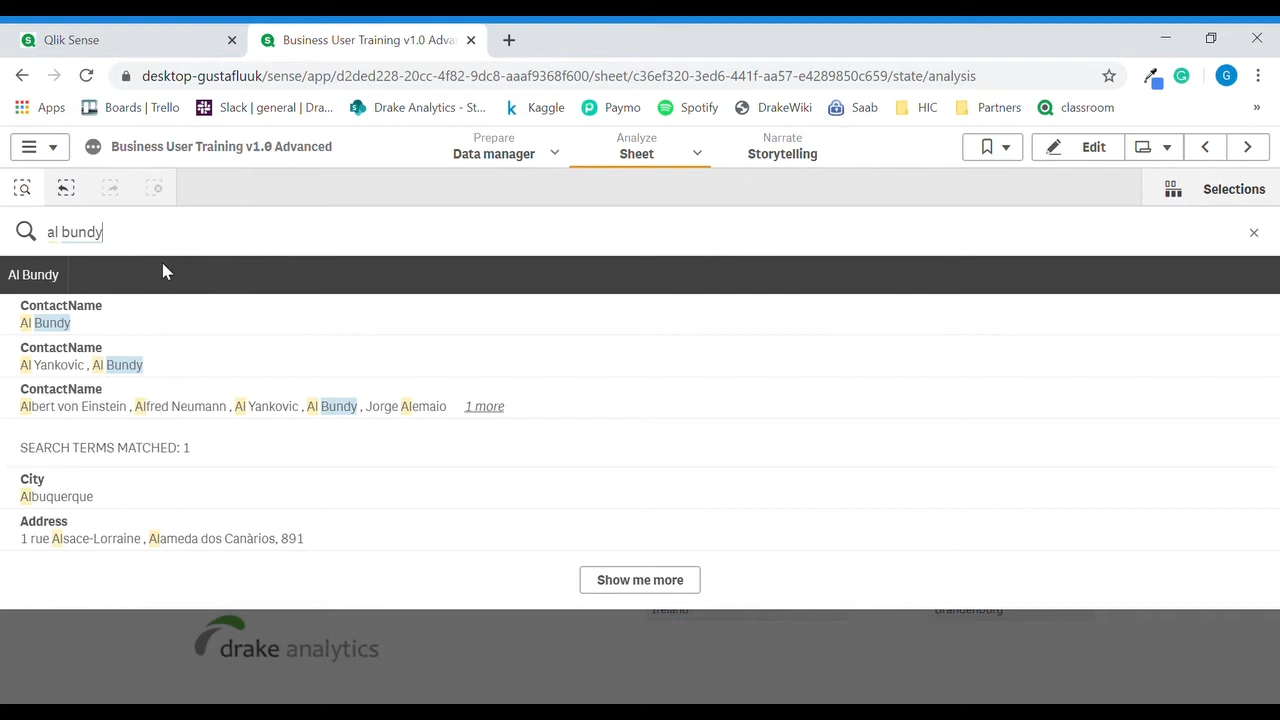 Qlik Sense
Business User Training v1.0 Adva
desktop-gustafluuk/sense/app/d2ded228-20cc-4f82-9dc8-aaaf9368f600/sheet/c36ef320-3ed6-441f-aa57-e4289850c659/state/analysis
G
Apps Boards | Trello Slack | general | Dra... Drake Analytics - St... Kaggle Paymo Spotify DrakeWiki Saab HIC Partners classroom »
Business User Training v1.0 Advanced
Prepare
Data manager
Analyze
Sheet
Narrate
Storytelling
Edit
Selections
al bundy
Al Bundy
ContactName
Al Bundy
ContactName
Al Yankovic , Al Bundy
ContactName
Albert von Einstein , Alfred Neumann , Al Yankovic , Al Bundy , Jorge Alemaio 1 more
SEARCH TERMS MATCHED: 1
City
Albuquerque
Address
1 rue Alsace-Lorraine , Alameda dos Canàrios, 891
Show me more
Ireland
Brandenburg
drake analytics